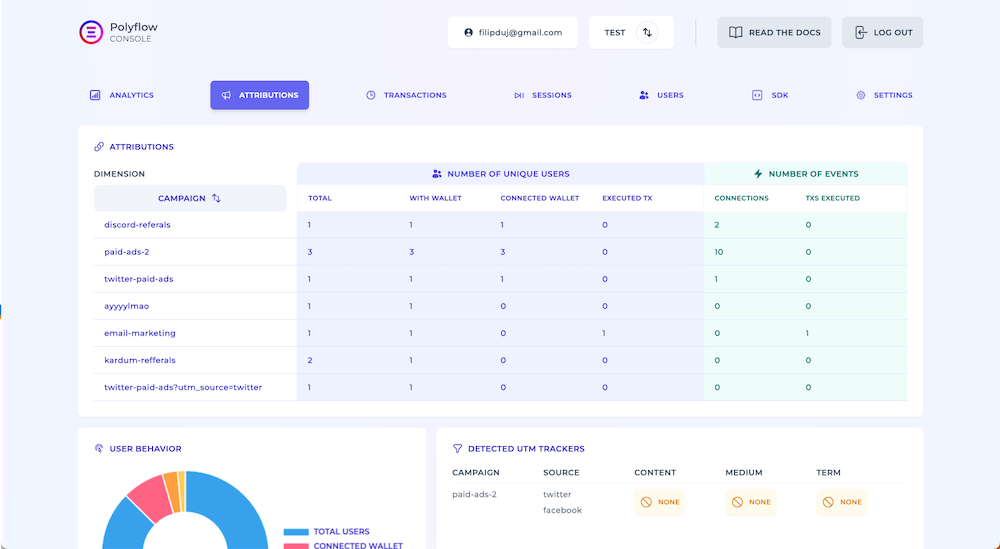 Polyflow
CONSOLE
filipduj@gmail.com
TEST
READ THE DOCS
LOG OUT
ANALYTICS
ATTRIBUTIONS
TRANSACTIONS
SESSIONS
USERS
SDK
SETTINGS
ATTRIBUTIONS
DIMENSION
NUMBER OF UNIQUE USERS
NUMBER OF EVENTS
CAMPAIGN
TOTAL WITH WALLET CONNECTED WALLET EXECUTED TX CONNECTIONS TXS EXECUTED
discord-referals 1 1 1 0 2 0
paid-ads-2 3 3 3 0 10 0
twitter-paid-ads 1 1 1 0 1 0
ayyyylmao 1 1 0 0 0 0
email-marketing 1 1 0 1 0 1
kardum-refferals 2 1 0 0 0 0
twitter-paid-ads?utm_source=twitter 1 1 0 0 0 0
USER BEHAVIOR
TOTAL USERS
CONNECTED WALLET
DETECTED UTM TRACKERS
CAMPAIGN SOURCE CONTENT MEDIUM TERM
paid-ads-2 twitter NONE NONE NONE
facebook